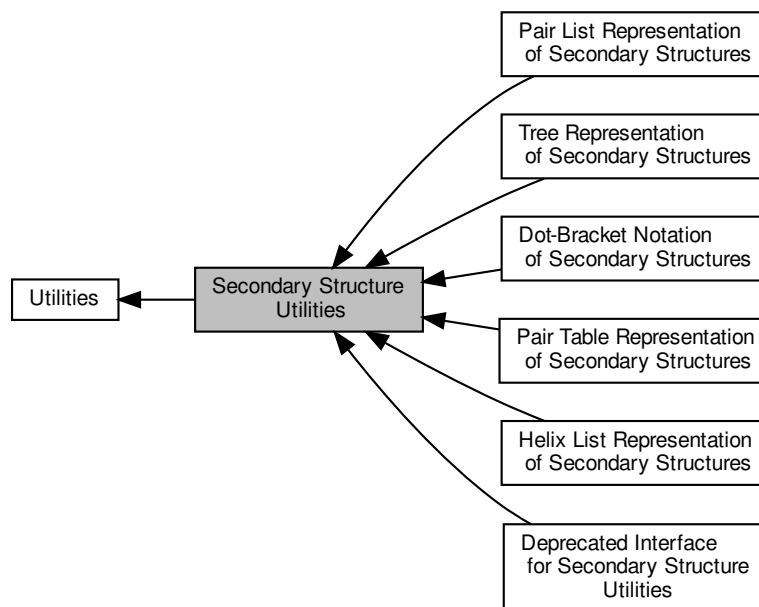 Pair List Representation
of Secondary Structures
Tree Representation
of Secondary Structures
Dot-Bracket Notation
of Secondary Structures
Utilities
Secondary Structure
Utilities
Pair Table Representation
of Secondary Structures
Helix List Representation
of Secondary Structures
Deprecated Interface
for Secondary Structure
Utilities